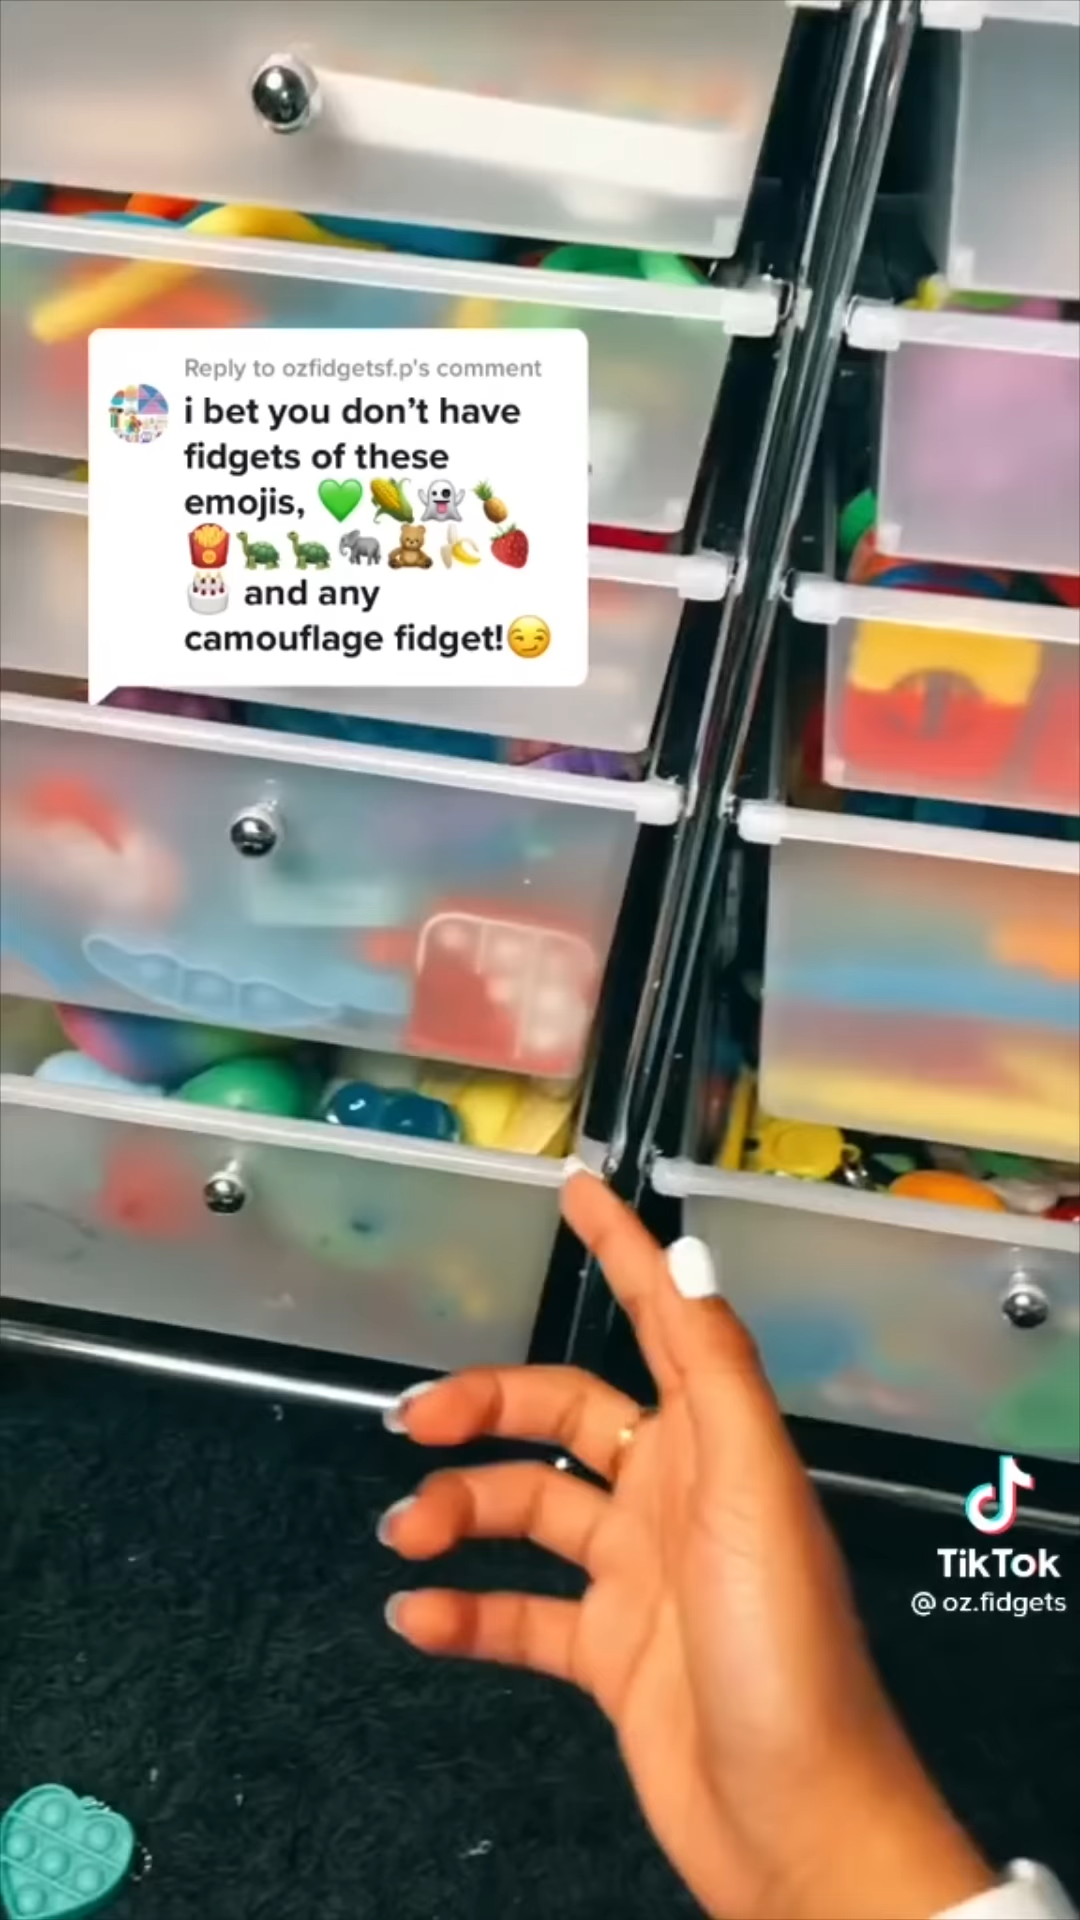 Reply to ozfidgetsf.p's comment
i bet you don’t have
fidgets of these
emojis, 💚🌽👻🍍
🍟🐢🐢🐘🧸🍌🍓
🎂 and any
camouflage fidget!😏
TikTok
@oz.fidgets